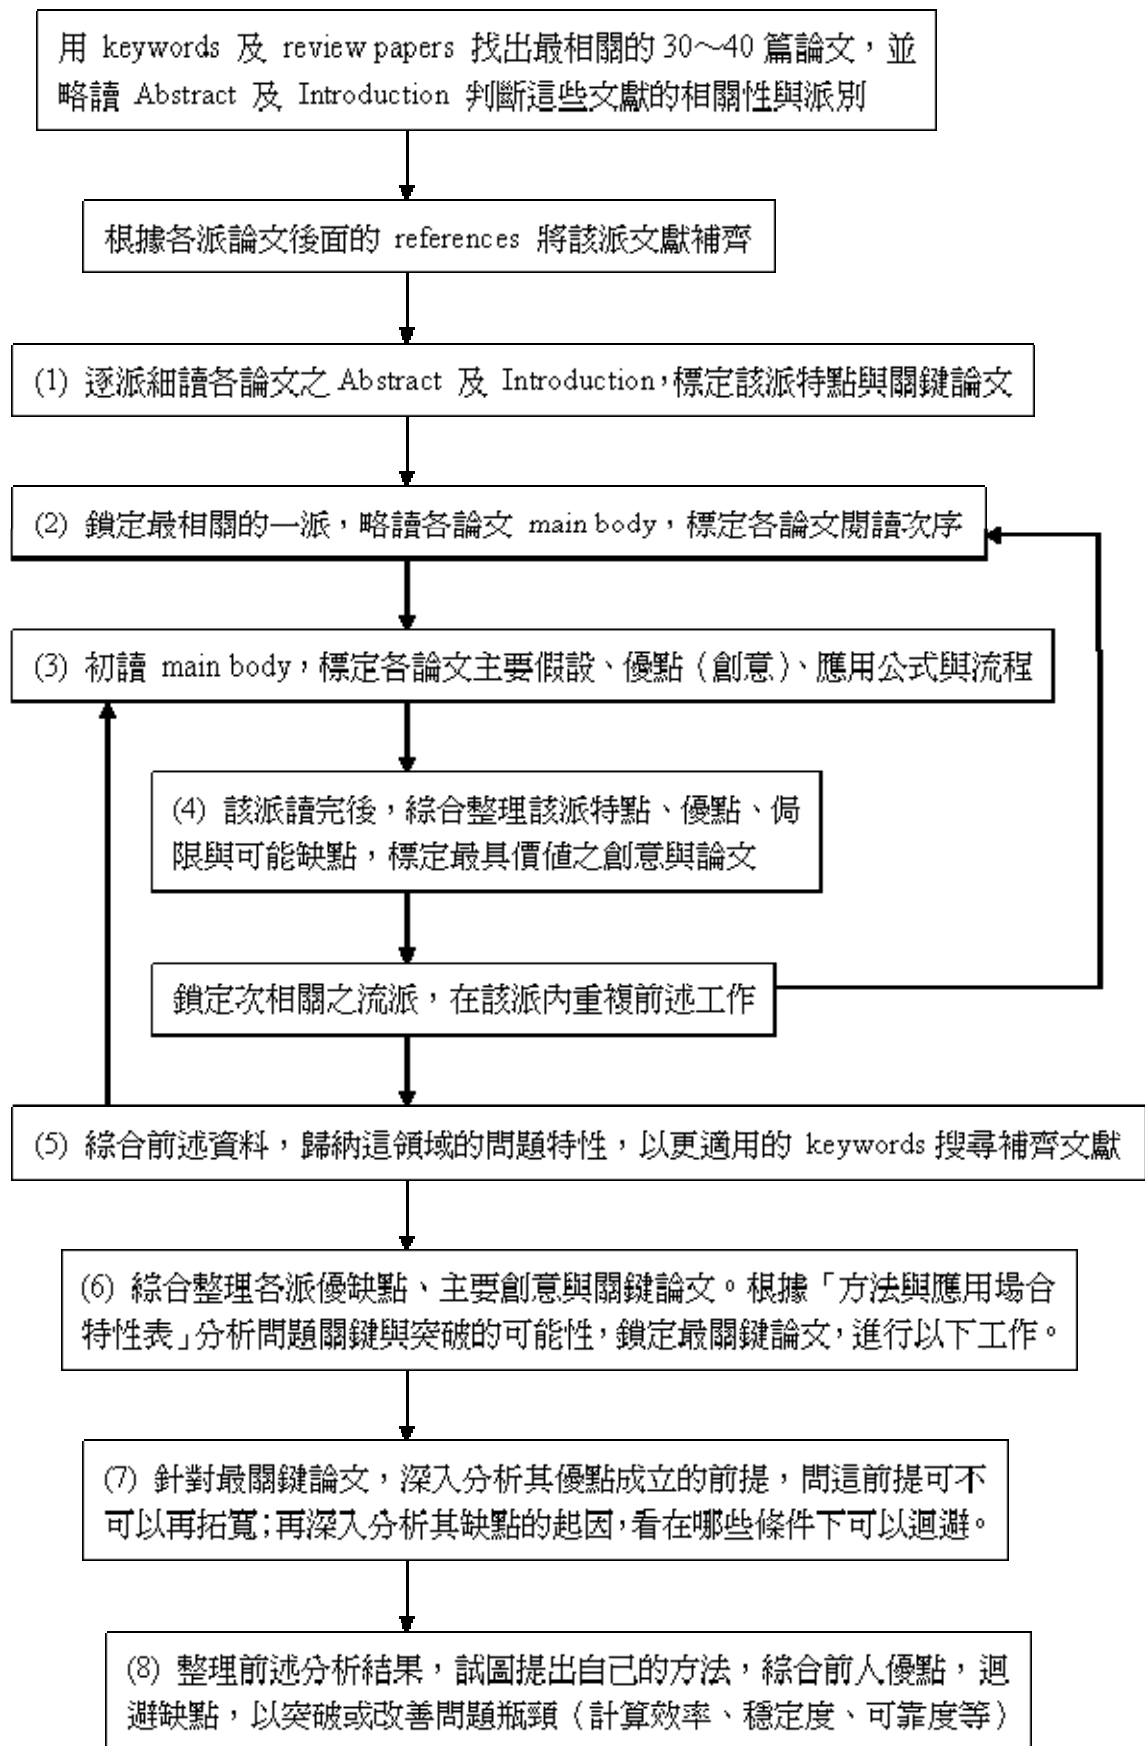 用 keywords 及 review papers 找出最相關的 30～40 篇論文，並
略讀 Abstract 及 Introduction 判斷這些文獻的相關性與派別
根據各派論文後面的 references 將該派文獻補齊
(1) 逐派細讀各論文之 Abstract 及 Introduction，標定該派特點與關鍵論文
(2) 鎖定最相關的一派，略讀各論文 main body，標定各論文閱讀次序
(3) 初讀 main body，標定各論文主要假設、優點（創意）、應用公式與流程
(4) 該派讀完後，綜合整理該派特點、優點、侷
限與可能缺點，標定最具價值之創意與論文
鎖定次相關之流派，在該派內重複前述工作
(5) 綜合前述資料，歸納這領域的問題特性，以更適用的 keywords 搜尋補齊文獻
(6) 綜合整理各派優缺點、主要創意與關鍵論文。根據「方法與應用場合
特性表」分析問題關鍵與突破的可能性，鎖定最關鍵論文，進行以下工作。
(7) 針對最關鍵論文，深入分析其優點成立的前提，問這前提可不
可以再拓寬；再深入分析其缺點的起因，看在哪些條件下可以迴避。
(8) 整理前述分析結果，試圖提出自己的方法，綜合前人優點，迴
避缺點，以突破或改善問題瓶頸（計算效率、穩定度、可靠度等）